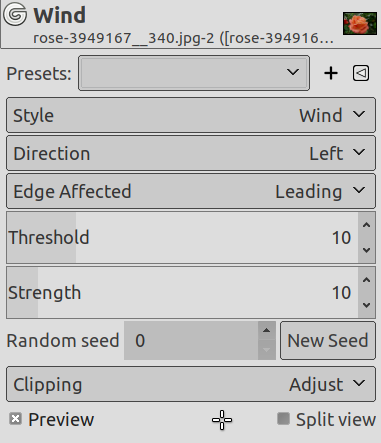 Wind
rose-3949167__340.jpg-2 ([rose-394916...
Presets:
Style Wind
Direction Left
Edge Affected Leading
Threshold 10
Strength 10
Random seed 0 New Seed
Clipping Adjust
Preview Split view